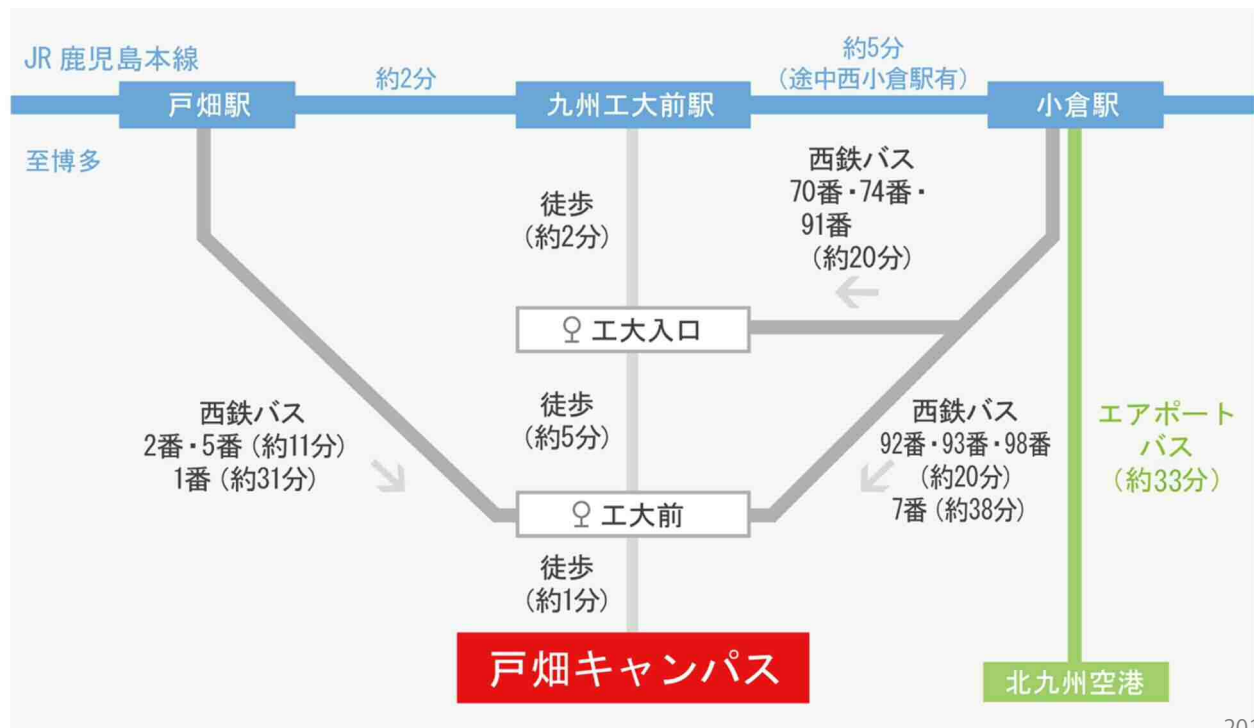 JR 鹿児島本線
約2分
約5分
(途中西小倉駅有)
戸畑駅
九州工大前駅
小倉駅
至博多
徒歩
(約2分)
西鉄バス
70番・74番・
91番
(約20分)
工大入口
西鉄バス
2番・5番 (約11分)
1番 (約31分)
徒歩
(約5分)
西鉄バス
92番・93番・98番
(約20分)
7番 (約38分)
エアポート
バス
(約33分)
工大前
徒歩
(約1分)
戸畑キャンパス
北九州空港
201